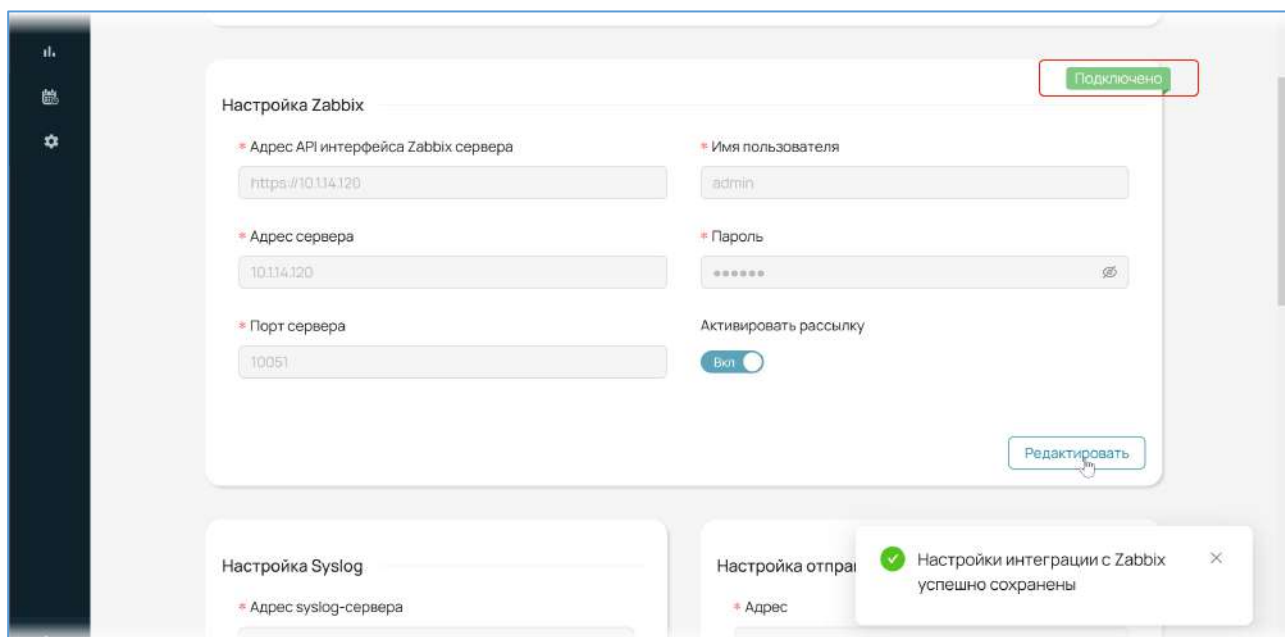 Подключено
Настройка Zabbix
* Адрес API интерфейса Zabbix сервера
* Имя пользователя
https://10.1.14.120
admin
* Адрес сервера
* Пароль
10.1.14.120
* Порт сервера
Активировать рассылку
10051
Вкл
Редактировать
Настройки интеграции с Zabbix
успешно сохранены
Настройка Syslog
Настройка
* Адрес syslog-сервера
* Адрес